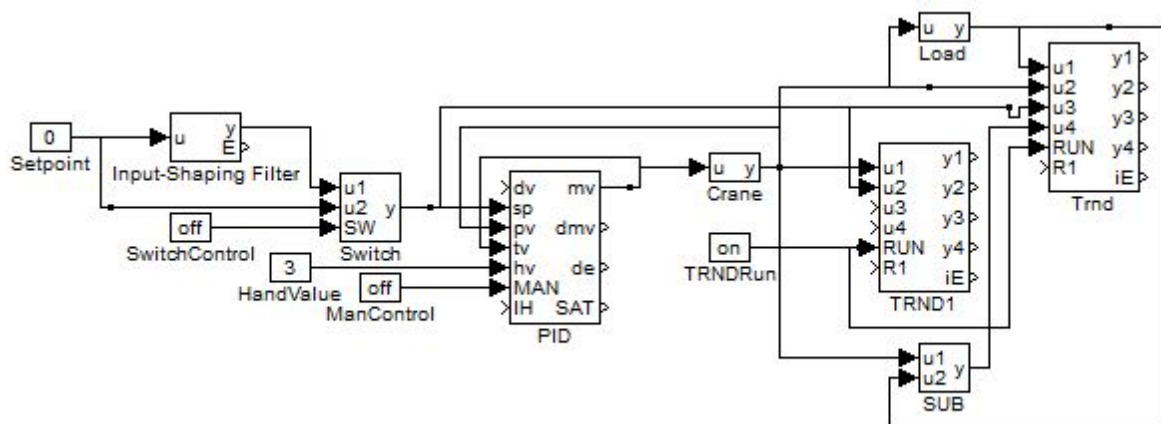 u y
Load
u1 y1
u2 y2
u3 y3
u4 y4
RUN
R1 iE
Trnd
0
Setpoint
u y
E
Input-Shaping Filter
u1
u2 y
SW
Switch
off
SwitchControl
3
HandValue
off
ManControl
dv mv
sp
pv dmv
tv
hv de
MAN
IH SAT
PID
u y
Crane
on
TRNDRun
u1 y1
u2 y2
u3 y3
u4 y4
RUN
R1 iE
TRND1
u1 y
u2
SUB